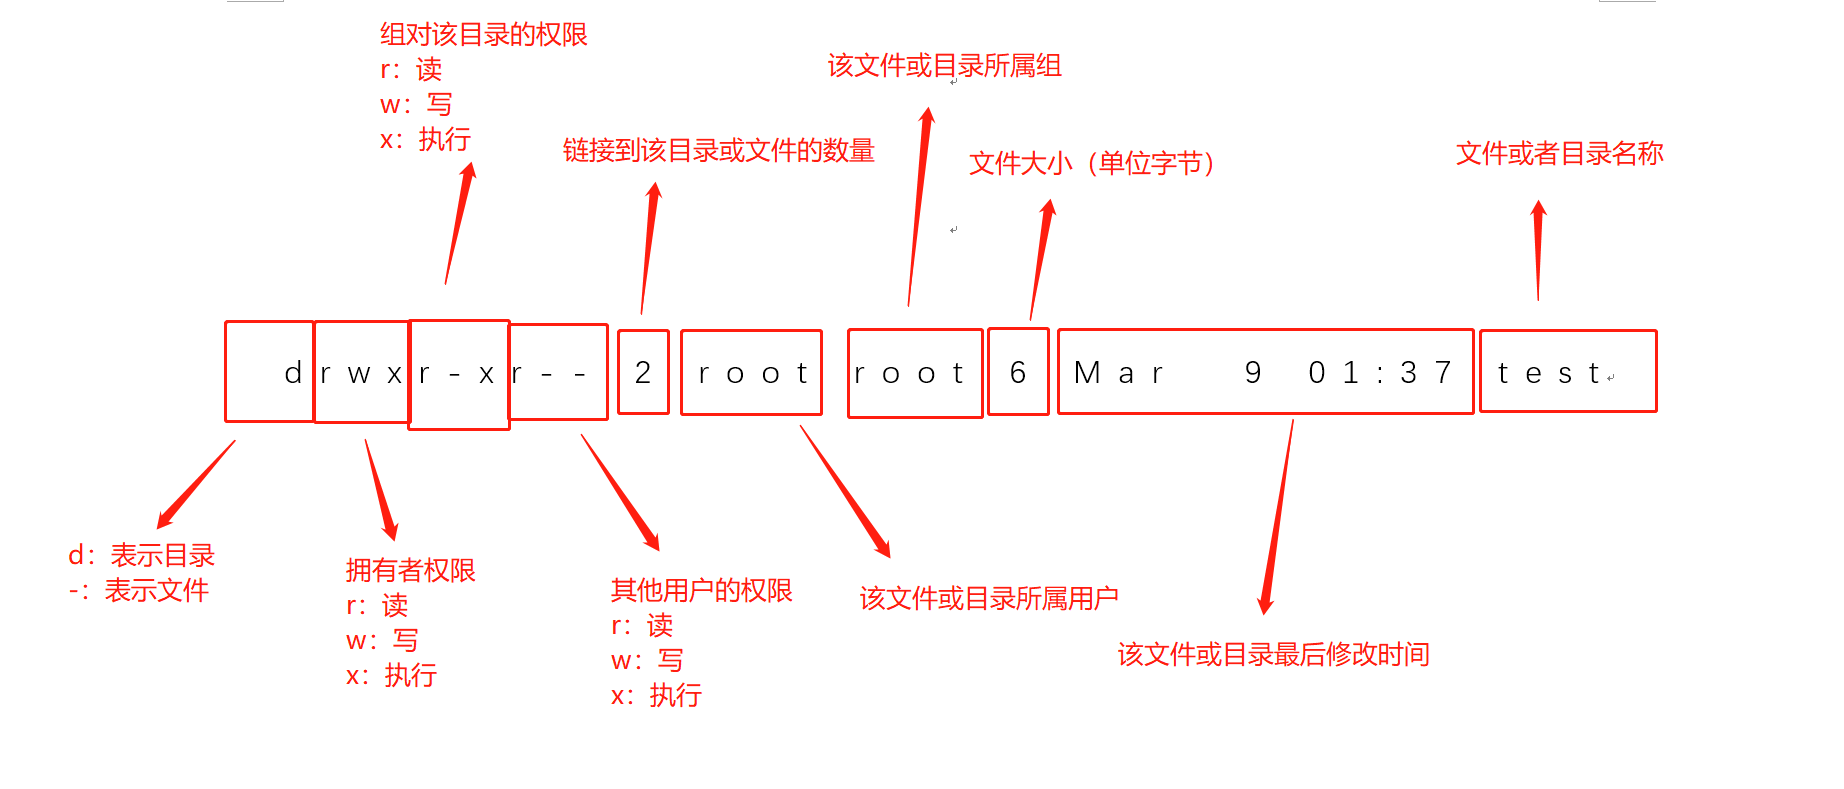 组对该目录的权限
r：读
w：写
x：执行
该文件或目录所属组
链接到该目录或文件的数量
文件大小（单位字节）
文件或者目录名称
drwxr-xr-- 2 root root 6 Mar 9 01:37 test
d：表示目录
-：表示文件
拥有者权限
r：读
w：写
x：执行
其他用户的权限
r：读
w：写
x：执行
该文件或目录所属用户
该文件或目录最后修改时间